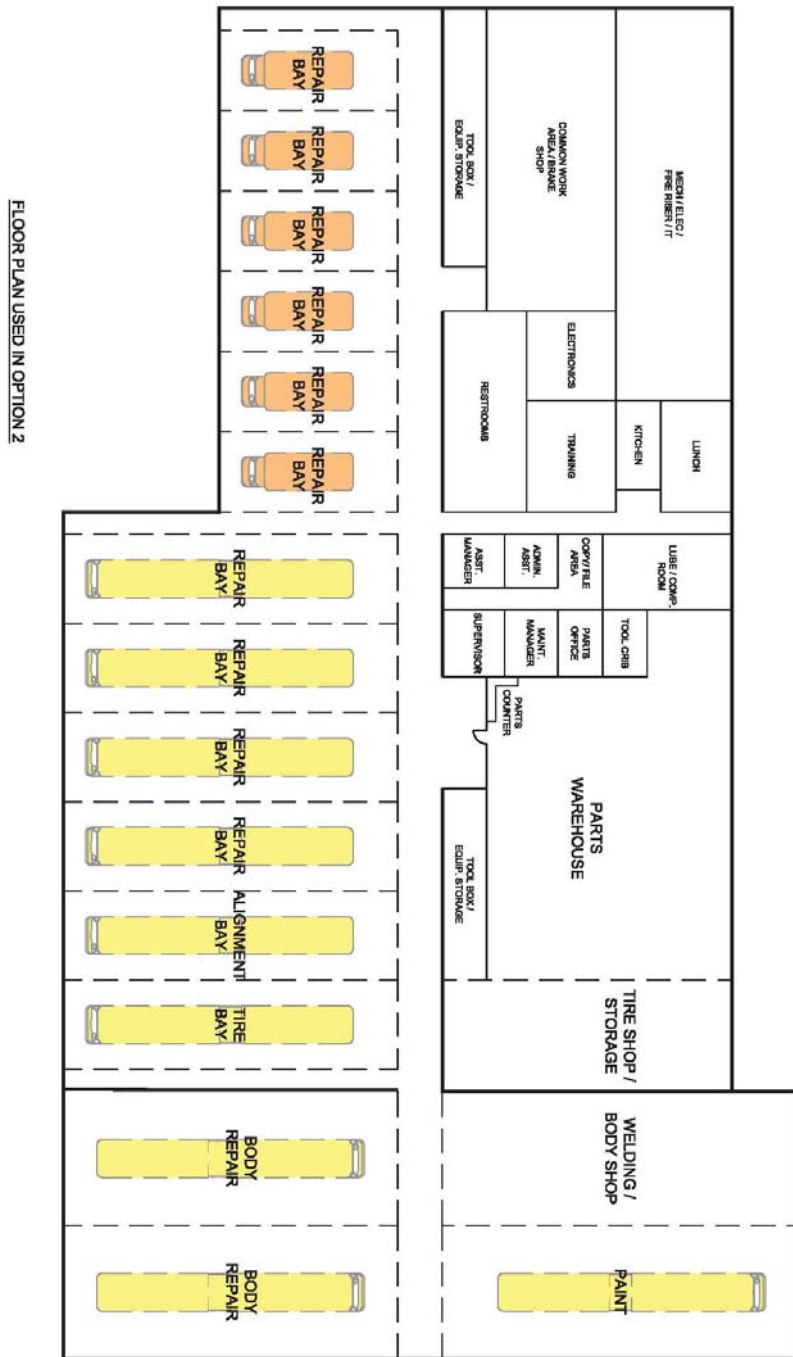 MECH / ELEC /
FIRE RISER / IT
LUNCH
KITCHEN
COMMON WORK
AREA / BRAKE
SHOP
ELECTRONICS
TRAINING
TOOL BOX /
EQUIP. STORAGE
RESTROOMS
LUBE / COMP.
ROOM
COPY/ FILE
AREA
ADMIN.
ASST.
ASST.
MANAGER
TOOL CRIB
PARTS
OFFICE
MAINT.
MANAGER
SUPERVISOR
PARTS
COUNTER
PARTS
WAREHOUSE
TOOL BOX /
EQUIP. STORAGE
TIRE SHOP /
STORAGE
WELDING /
BODY SHOP
PAINT
REPAIR
BAY
REPAIR
BAY
REPAIR
BAY
REPAIR
BAY
REPAIR
BAY
REPAIR
BAY
REPAIR
BAY
REPAIR
BAY
REPAIR
BAY
REPAIR
BAY
ALIGNMENT
BAY
TIRE
BAY
BODY
REPAIR
BODY
REPAIR
FLOOR PLAN USED IN OPTION 2